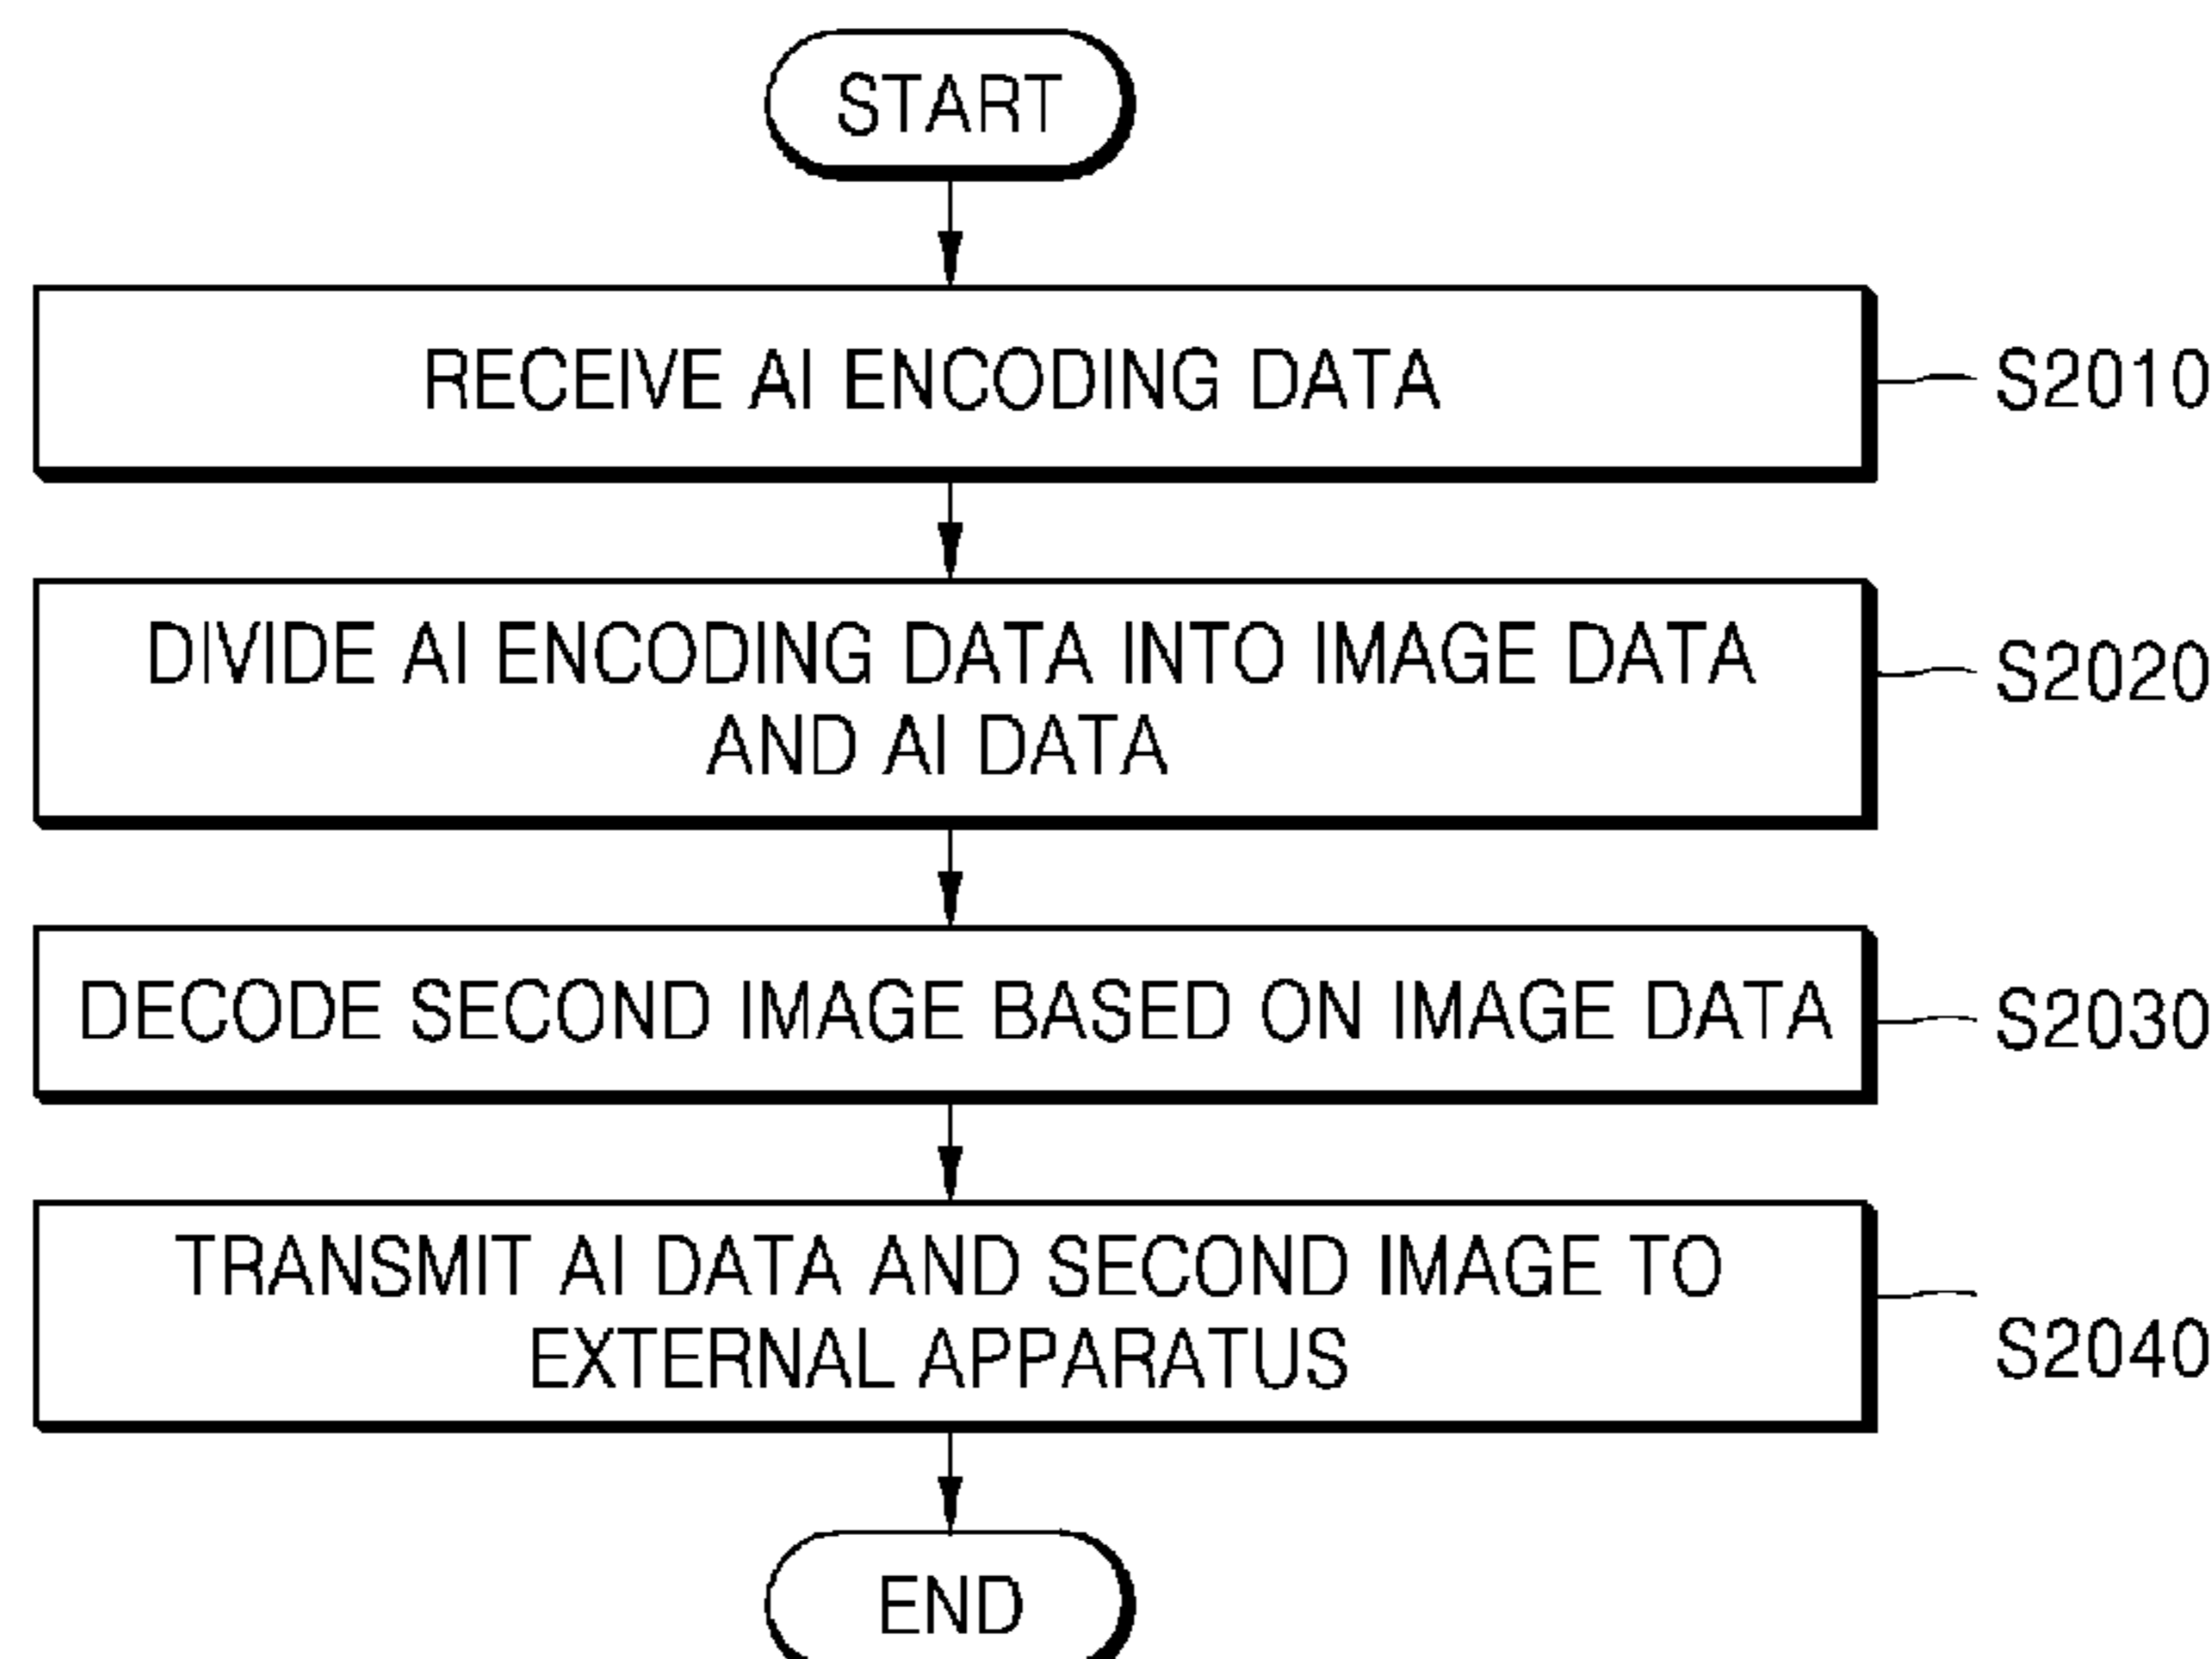 START
RECEIVE AI ENCODING DATA
S2010
DIVIDE AI ENCODING DATA INTO IMAGE DATA
AND AI DATA
S2020
DECODE SECOND IMAGE BASED ON IMAGE DATA
S2030
TRANSMIT AI DATA AND SECOND IMAGE TO
EXTERNAL APPARATUS
S2040
END